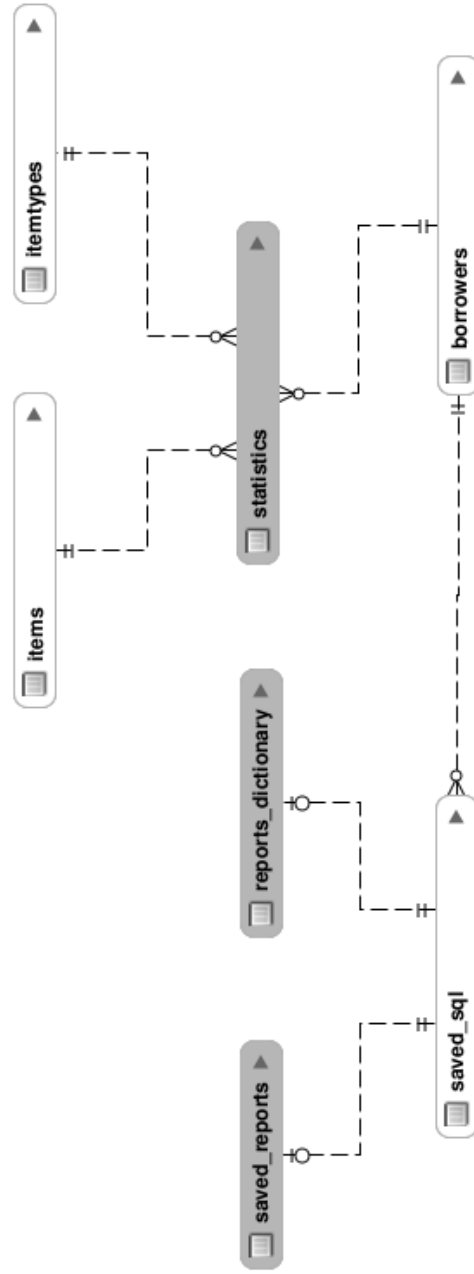 items
itemtypes
saved_reports
reports_dictionary
statistics
saved_sql
borrowers